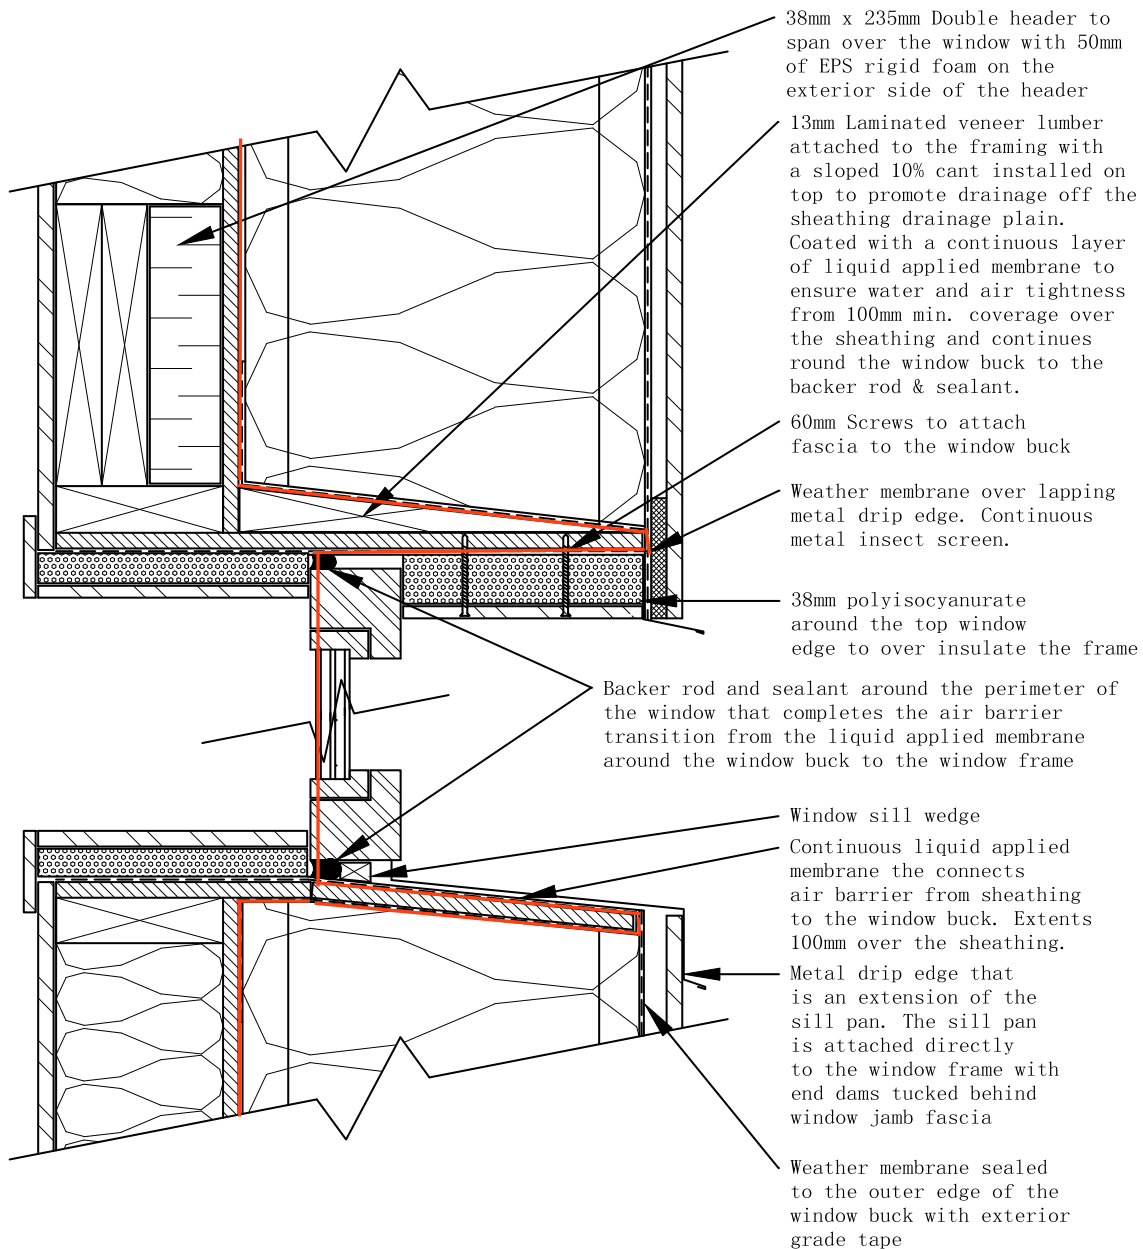 38mm x 235mm Double header to
span over the window with 50mm
of EPS rigid foam on the
exterior side of the header
13mm Laminated veneer lumber
attached to the framing with
a sloped 10% cant installed on
top to promote drainage off the
sheathing drainage plain.
Coated with a continuous layer
of liquid applied membrane to
ensure water and air tightness
from 100mm min. coverage over
the sheathing and continues
round the window buck to the
backer rod & sealant.
60mm Screws to attach
fascia to the window buck
Weather membrane over lapping
metal drip edge. Continuous
metal insect screen.
38mm polyisocyanurate
around the top window
edge to over insulate the frame
Backer rod and sealant around the perimeter of
the window that completes the air barrier
transition from the liquid applied membrane
around the window buck to the window frame
Window sill wedge
Continuous liquid applied
membrane the connects
air barrier from sheathing
to the window buck. Extents
100mm over the sheathing.
Metal drip edge that
is an extension of the
sill pan. The sill pan
is attached directly
to the window frame with
end dams tucked behind
window jamb fascia
Weather membrane sealed
to the outer edge of the
window buck with exterior
grade tape